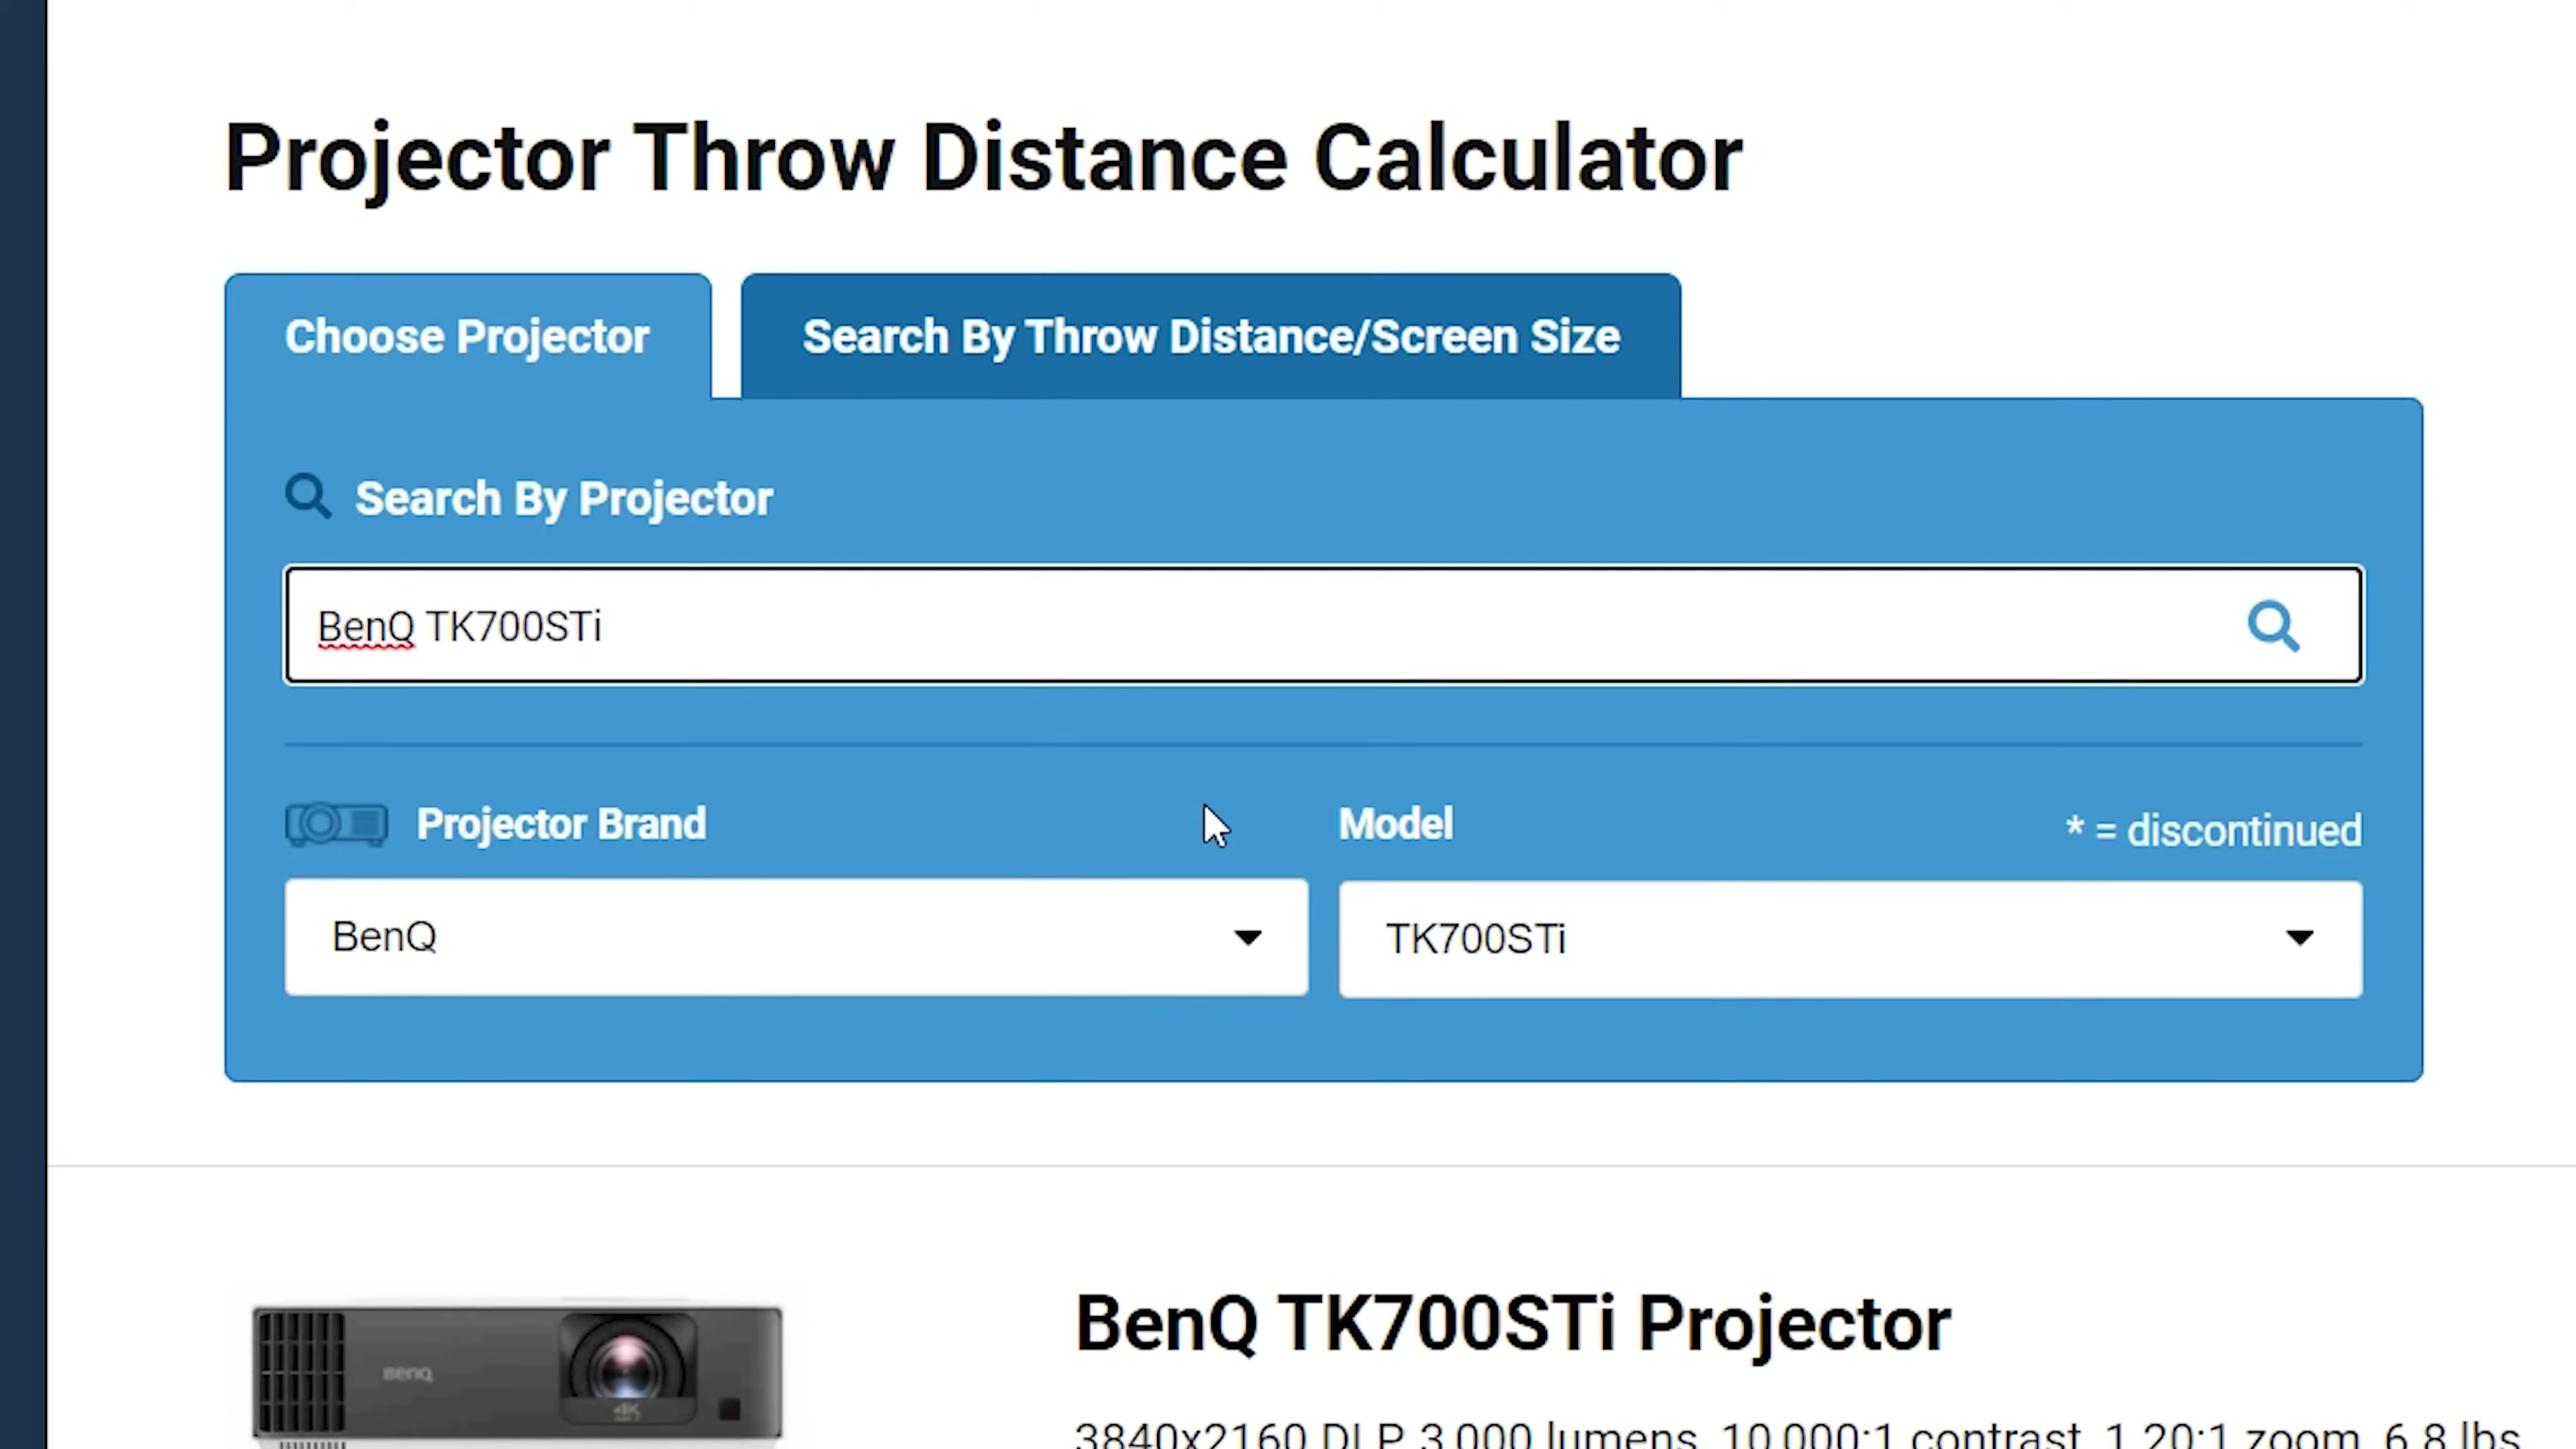 Projector Throw Distance Calculator
Choose Projector
Search By Throw Distance/Screen Size
Search By Projector
BenQ TK700STi
Projector Brand
Model
* = discontinued
BenQ
TK700STi
BenQ TK700STi Projector
BenQ
4K
3840x2160 DLP, 3,000 lumens, 10,000:1 contrast, 1.20:1 zoom, 6.8 lbs